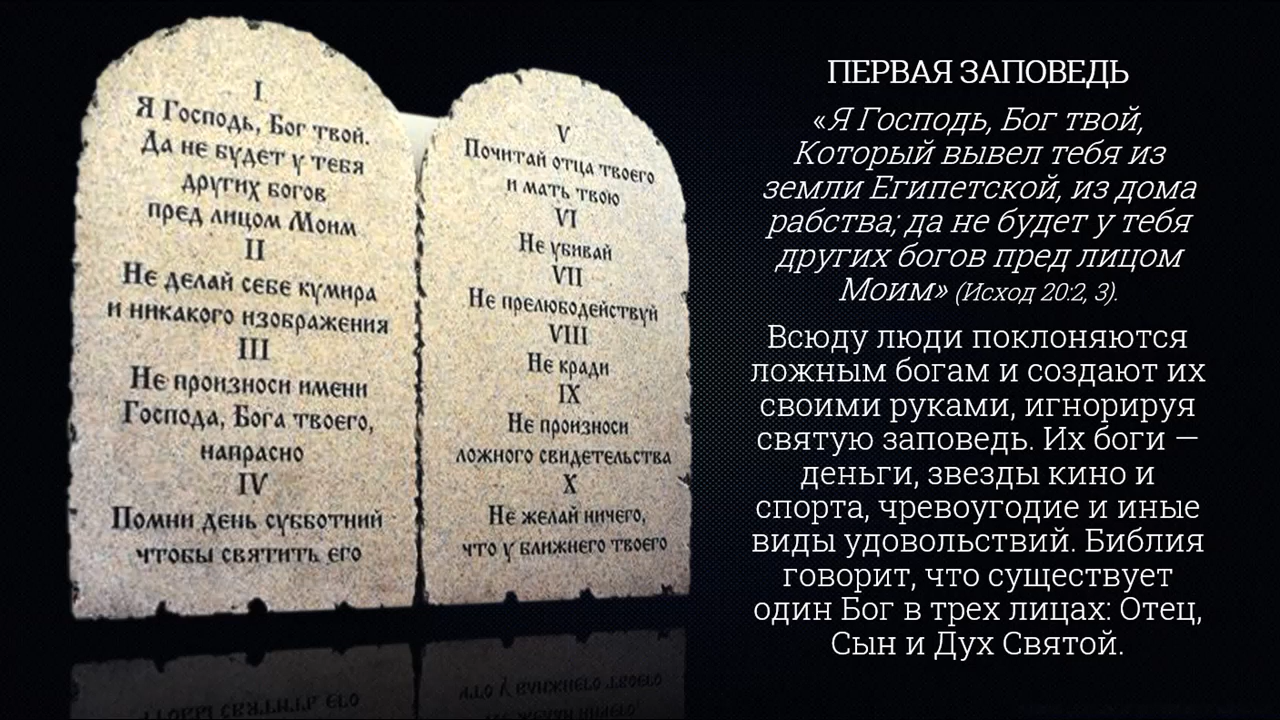 I
Я Господь, Бог твой.
Да не будет у тебя
других богов
пред лицом Моим
II
Не делай себе кумира
и никакого изображения
III
Не произноси имени
Господа, Бога твоего,
напрасно
IV
Помни день субботний
чтобы святить его
V
Почитай отца твоего
и мать твою
VI
Не убивай
VII
Не прелюбодействуй
VIII
Не кради
IX
Не произноси
ложного свидетельства
X
Не желай ничего,
что у ближнего твоего
ПЕРВАЯ ЗАПОВЕДЬ
«Я Господь, Бог твой,
Который вывел тебя из
земли Египетской, из дома
рабства; да не будет у тебя
других богов пред лицом
Моим» (Исход 20:2, 3).
Всюду люди поклоняются
ложным богам и создают их
своими руками, игнорируя
святую заповедь. Их боги —
деньги, звезды кино и
спорта, чревоугодие и иные
виды удовольствий. Библия
говорит, что существует
один Бог в трех лицах: Отец,
Сын и Дух Святой.